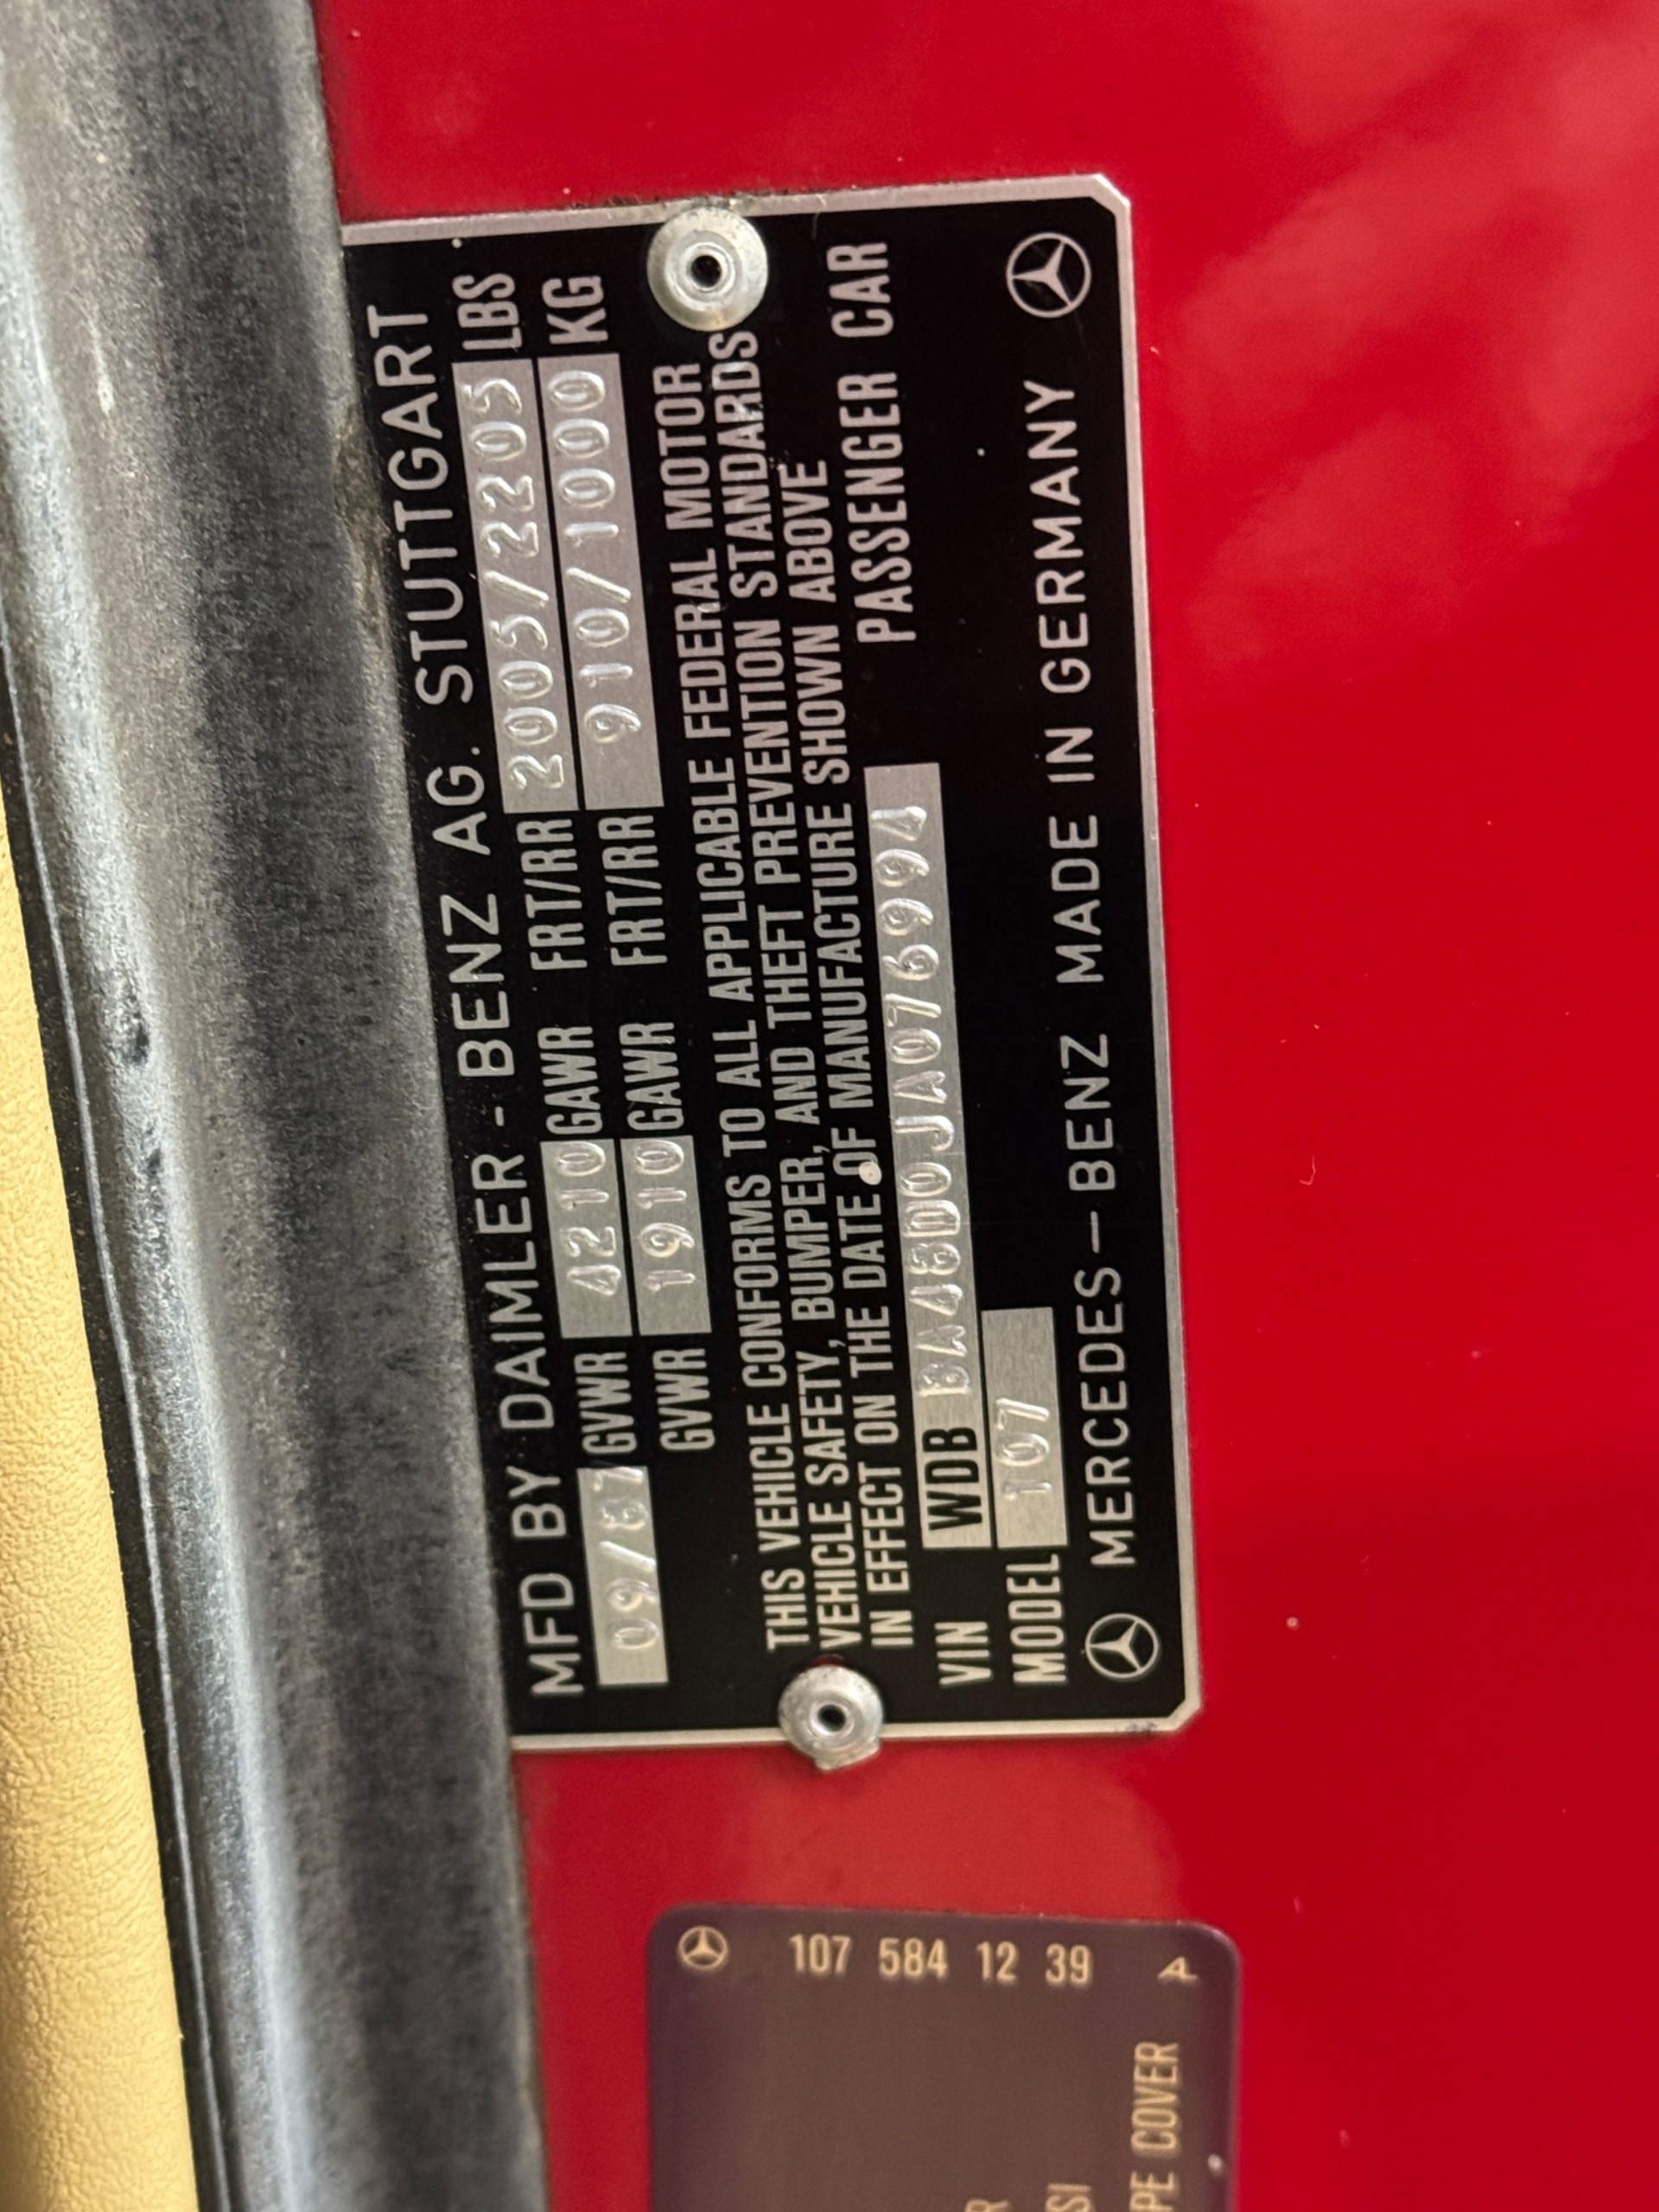 MFD BY DAIMLER - BENZ AG. STUTTGART
09/87 GVWR 4210 GAWR FRT/RR 2005/2205 LBS
GVWR 1910 GAWR FRT/RR 910/1000 KG
THIS VEHICLE CONFORMS TO ALL APPLICABLE FEDERAL MOTOR
VEHICLE SAFETY, BUMPER, AND THEFT PREVENTION STANDARDS
IN EFFECT ON THE DATE OF MANUFACTURE SHOWN ABOVE
VIN WDB BA48D0JA076994 PASSENGER CAR
MODEL 107
MERCEDES-BENZ MADE IN GERMANY
107 584 12 39 A
COVER